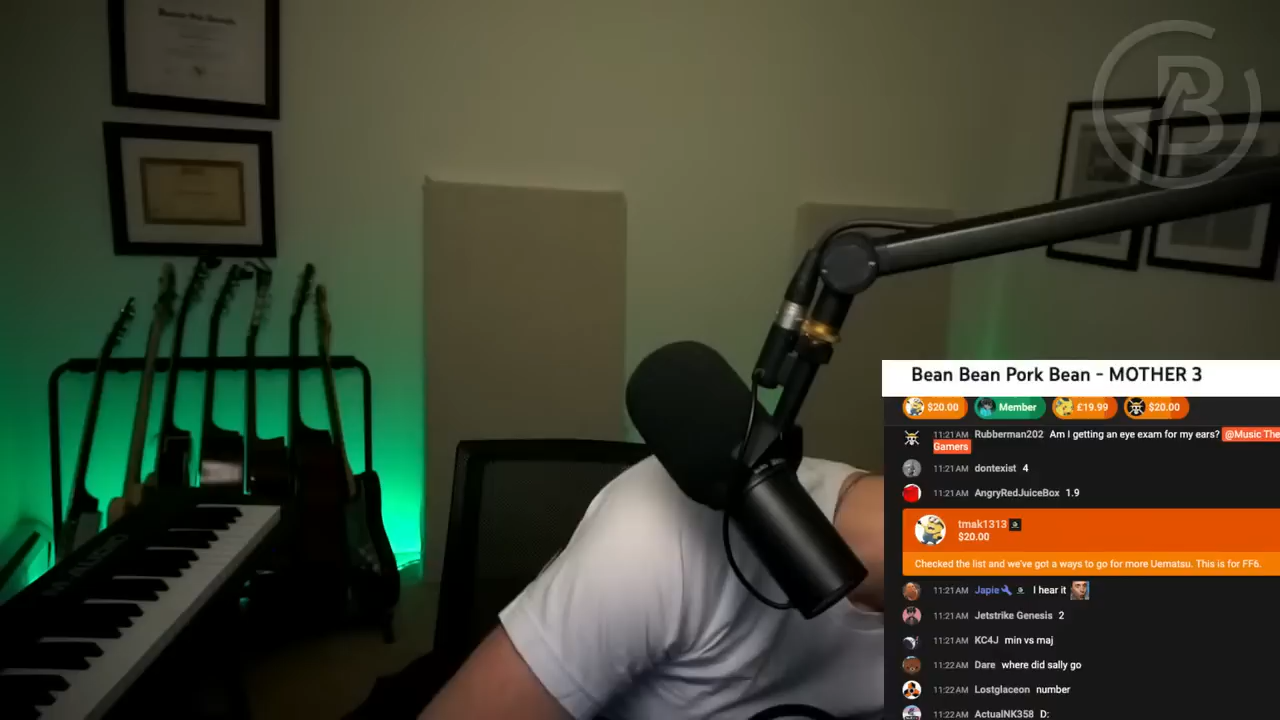 Bean Bean Pork Bean - MOTHER 3
$20.00
Member
£19.99
$20.00
11:21 AM Rubberman202 Am I getting an eye exam for my ears? @Music The
Gamers
11:21 AM dontexist 4
11:21 AM AngryRedJuiceBox 1.9
tmak1313
$20.00
Checked the list and we've got a ways to go for more Uematsu. This is for FF6.
11:21 AM Japie I hear it
11:21 AM Jetstrike Genesis 2
11:21 AM KC4J min vs maj
11:22 AM Dare where did sally go
11:22 AM Lostglaceon number
11:22 AM ActualNK358 D:
M-AUDIO